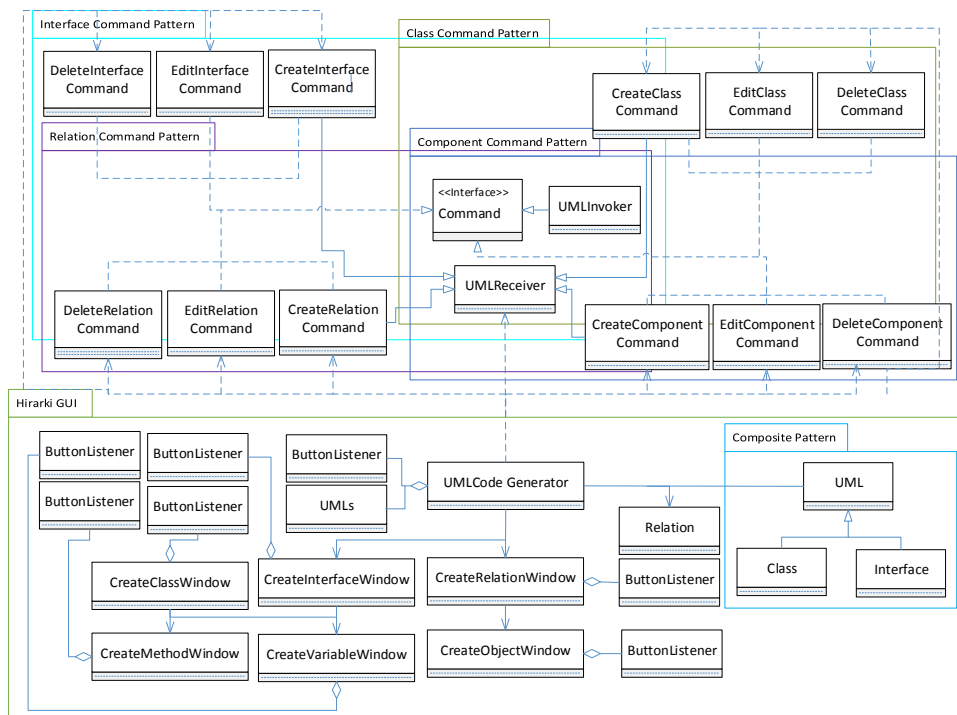 Interface Command Pattern
Class Command Pattern
DeleteInterface
Command
EditInterface
Command
CreateInterface
Command
CreateClass
Command
EditClass
Command
DeleteClass
Command
Relation Command Pattern
Component Command Pattern
<<Interface>>
Command
UMLInvoker
UMLReceiver
DeleteRelation
Command
EditRelation
Command
CreateRelation
Command
CreateComponent
Command
EditComponent
Command
DeleteComponent
Command
Hirarki GUI
Composite Pattern
ButtonListener
ButtonListener
ButtonListener
UMLCode Generator
UML
ButtonListener
ButtonListener
UMLs
Relation
Class
Interface
CreateClassWindow
CreateInterfaceWindow
CreateRelationWindow
ButtonListener
CreateMethodWindow
CreateVariableWindow
CreateObjectWindow
ButtonListener